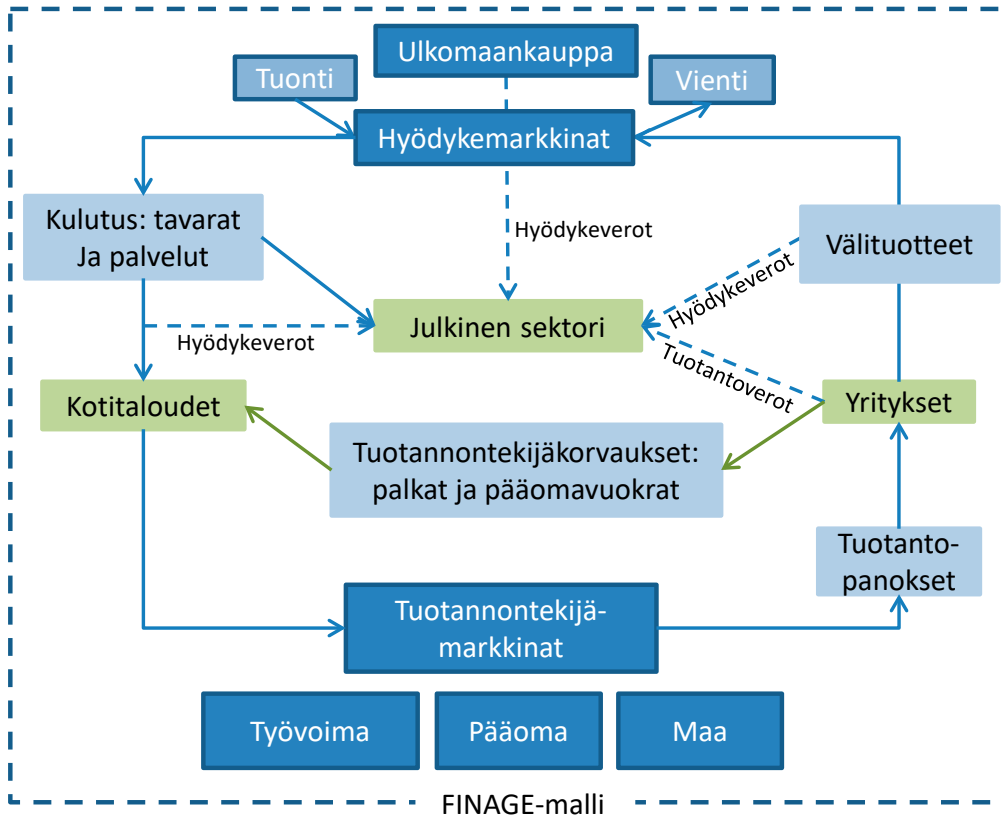 Ulkomaankauppa
Tuonti
Vienti
Hyödykemarkkinat
Kulutus: tavarat
Ja palvelut
Hyödykeverot
Välituotteet
Hyödykeverot
Julkinen sektori
Hyödykeverot
Tuotantoverot
Kotitaloudet
Yritykset
Tuotannontekijäkorvaukset:
palkat ja pääomavuokrat
Tuotanto-
panokset
Tuotannontekijä-
markkinat
Työvoima
Pääoma
Maa
FINAGE-malli